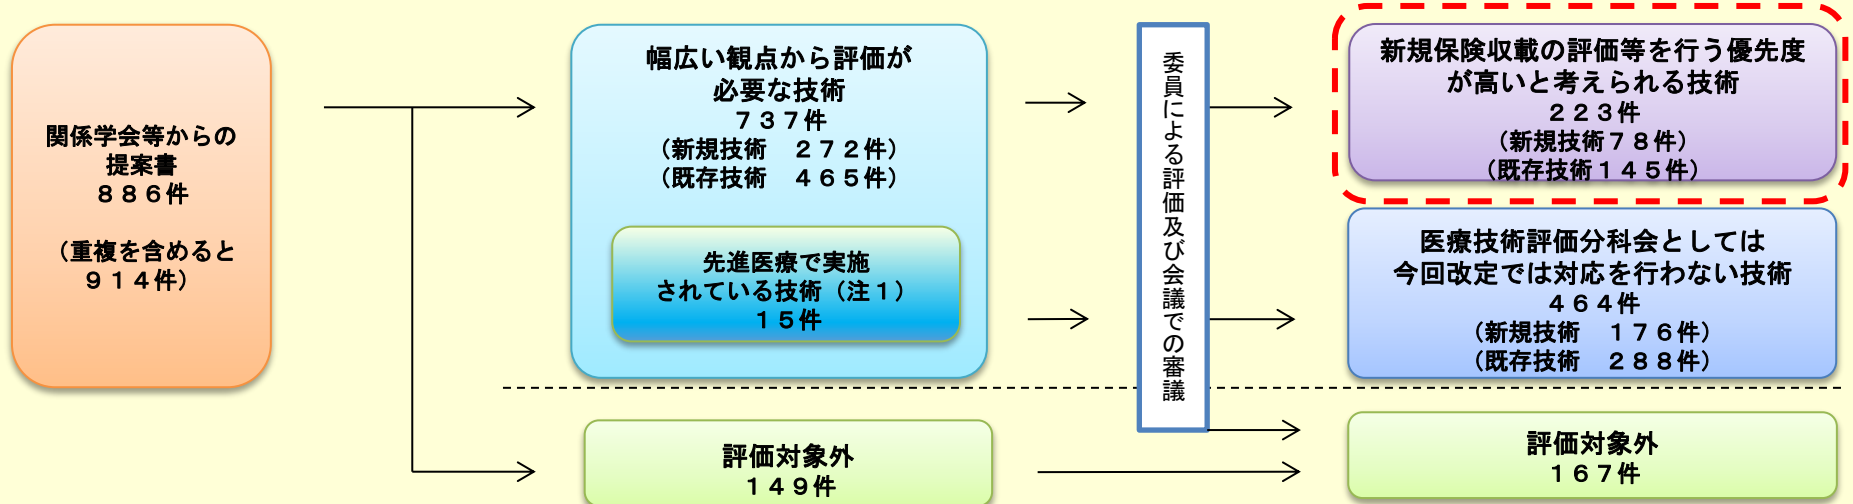 関係学会等からの
提案書
８８６件
（重複を含めると
９１４件）
幅広い観点から評価が
必要な技術
７３７件
（新規技術　２７２件）
（既存技術　４６５件）
先進医療で実施
されている技術（注１）
１５件
評価対象外
１４９件
委員による評価及び会議での審議
新規保険収載の評価等を行う優先度
が高いと考えられる技術
２２３件
（新規技術７８件）
（既存技術１４５件）
医療技術評価分科会としては
今回改定では対応を行わない技術
４６４件
（新規技術　１７６件）
（既存技術　２８８件）
評価対象外
１６７件